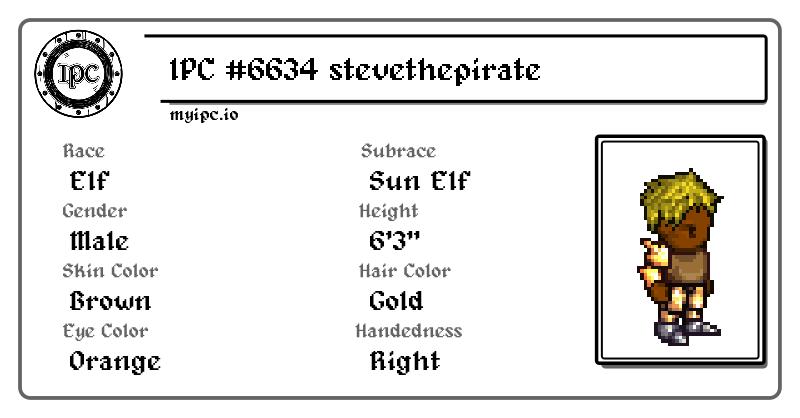 IPC
IPC #6634 stevethepirate
myipc.io
Race
Elf
Subrace
Sun Elf
Gender
Male
Height
6'3"
Skin Color
Brown
Hair Color
Gold
Eye Color
Orange
Handedness
Right